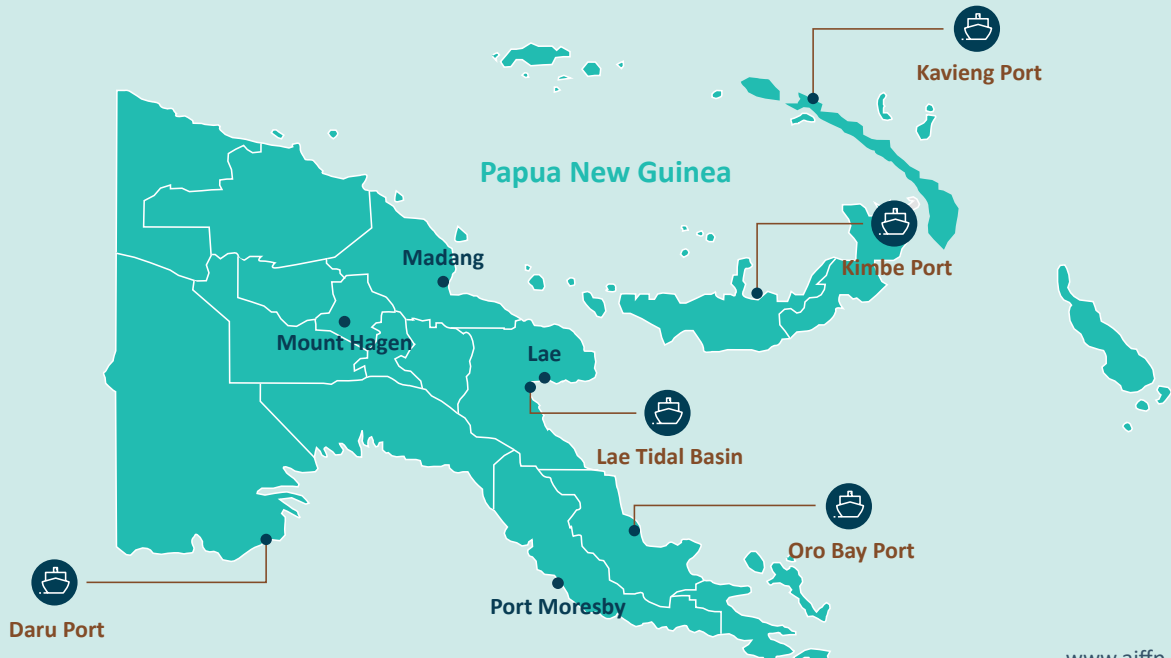 Kavieng Port
Papua New Guinea
Madang
Kimbe Port
Mount Hagen
Lae
Lae Tidal Basin
Oro Bay Port
Port Moresby
Daru Port